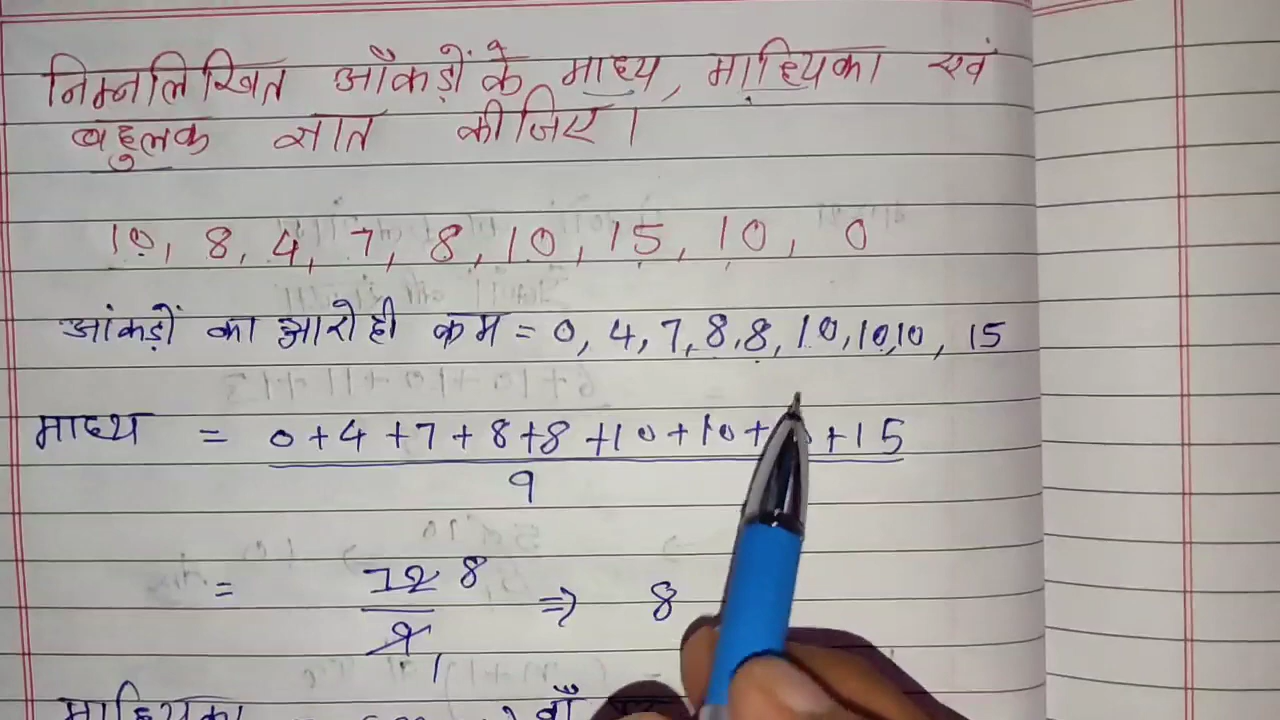 निम्नलिखित आँकड़ों के माध्य, माध्यिका एवं
बहुलक ज्ञात कीजिए।
10, 8, 4, 7, 8, 10, 15, 10, 0
आंकड़ों का आरोही क्रम = 0, 4, 7, 8, 8, 10, 10, 10, 15
माध्य = 0+4+7+8+8+10+10+ +15
9
= 72 8 ⇒ 8
9 1
माध्यिका वाँ